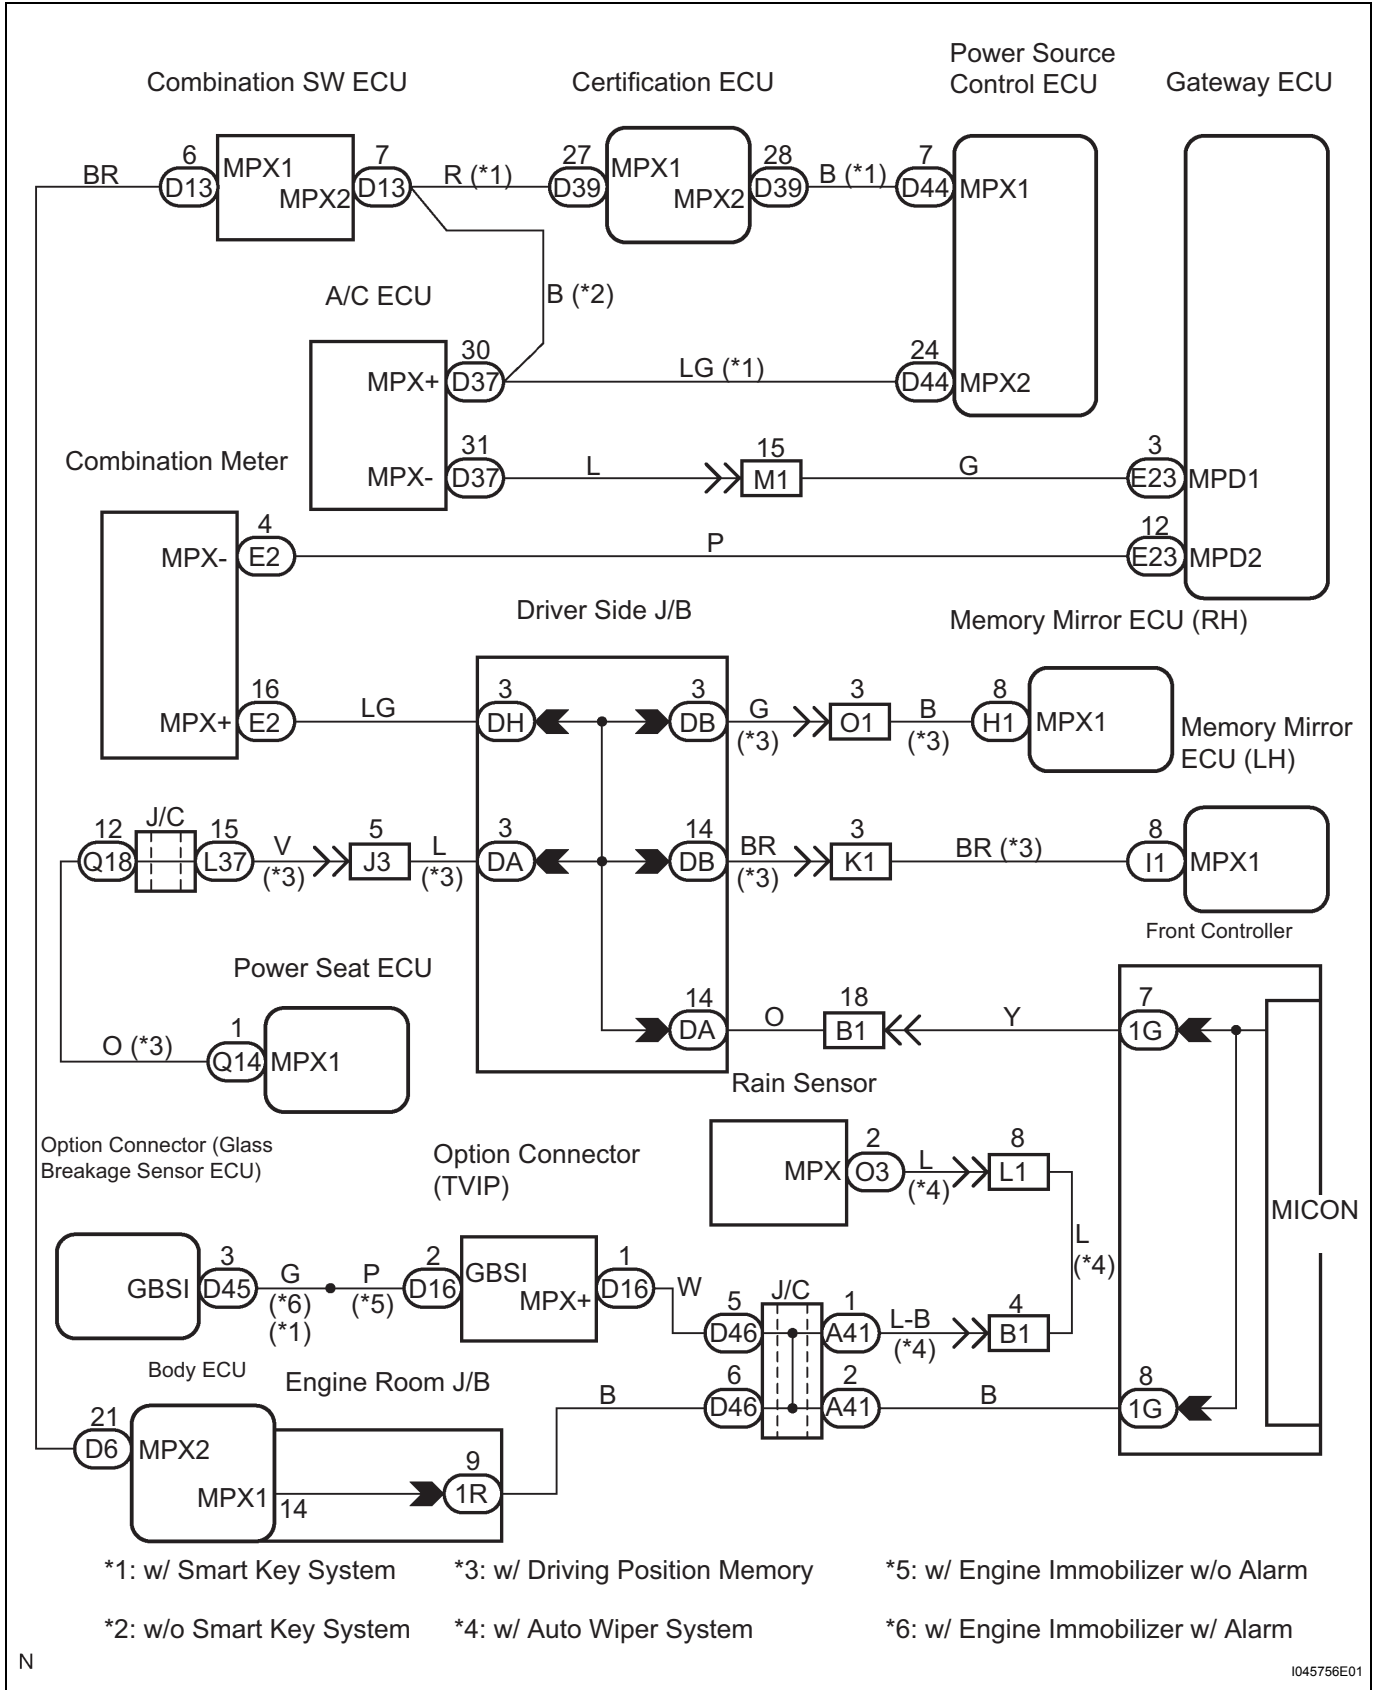 Power Source
Control ECU
Combination SW ECU
Certification ECU
Gateway ECU
BR
6
D13
MPX1
MPX2
7
D13
R (*1)
27
D39
MPX1
MPX2
28
D39
B (*1)
7
D44
MPX1
A/C ECU
B (*2)
MPX+
30
D37
LG (*1)
24
D44
MPX2
Combination Meter
MPX-
31
D37
L
15
M1
G
3
E23
MPD1
MPX-
4
E2
P
12
E23
MPD2
Driver Side J/B
Memory Mirror ECU (RH)
MPX+
16
E2
LG
3
DH
3
DB
G
(*3)
3
O1
B
(*3)
8
H1
MPX1
Memory Mirror
ECU (LH)
12
Q18
J/C
15
L37
V
(*3)
5
J3
L
(*3)
3
DA
14
DB
BR
(*3)
3
K1
BR (*3)
8
I1
MPX1
Front Controller
Power Seat ECU
O (*3)
1
Q14
MPX1
14
DA
O
18
B1
Y
7
1G
Rain Sensor
Option Connector (Glass
Breakage Sensor ECU)
Option Connector
(TVIP)
MPX
2
O3
L
(*4)
8
L1
MICON
L
(*4)
GBSI
3
D45
G
(*6)
(*1)
P
(*5)
2
D16
GBSI
MPX+
1
D16
W
5
D46
J/C
1
A41
L-B
(*4)
4
B1
Body ECU
Engine Room J/B
B
6
D46
2
A41
B
8
1G
21
D6
MPX2
MPX1
14
9
1R
*1: w/ Smart Key System
*3: w/ Driving Position Memory
*5: w/ Engine Immobilizer w/o Alarm
*2: w/o Smart Key System
*4: w/ Auto Wiper System
*6: w/ Engine Immobilizer w/ Alarm
N
I045756E01